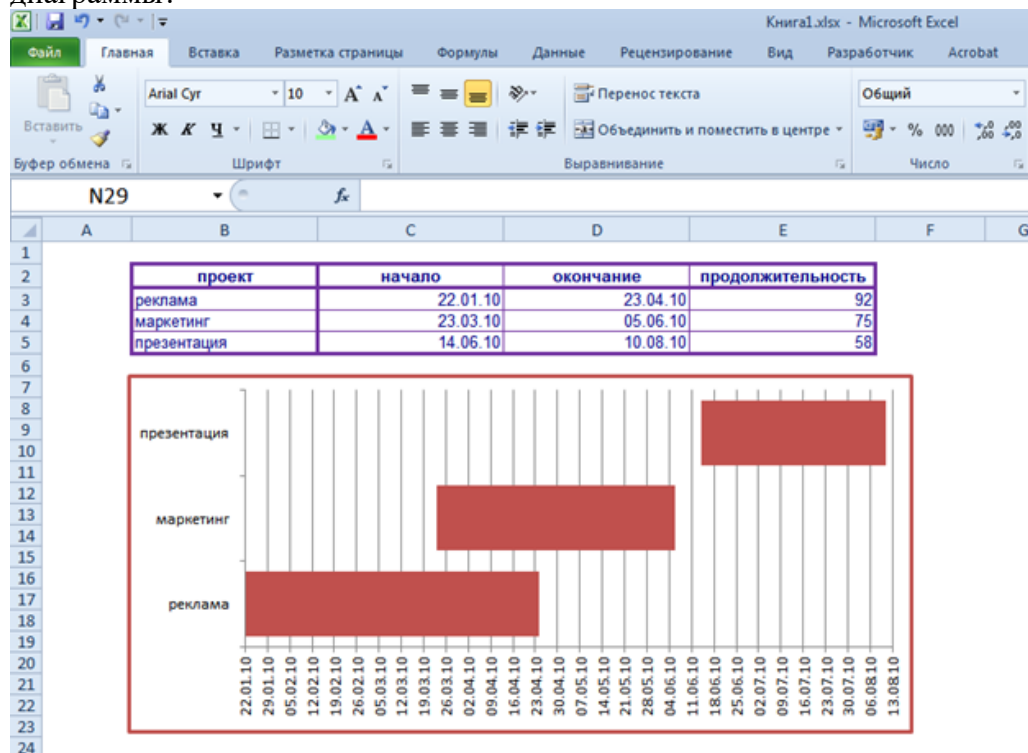 диаграммы.
Книга1.xlsx - Microsoft Excel
Файл Главная Вставка Разметка страницы Формулы Данные Рецензирование Вид Разработчик Acrobat
Вставить Arial Cyr 10 Перенос текста Общий
Ж К Ч Объединить и поместить в центре % 000
Буфер обмена Шрифт Выравнивание Число
N29 fx
A B C D E F G
1
2 проект начало окончание продолжительность
3 реклама 22.01.10 23.04.10 92
4 маркетинг 23.03.10 05.06.10 75
5 презентация 14.06.10 10.08.10 58
6
7
8
9 презентация
10
11
12
13 маркетинг
14
15
16
17 реклама
18
19
20
21
22
23
24
22.01.10 29.01.10 05.02.10 12.02.10 19.02.10 26.02.10 05.03.10 12.03.10 19.03.10 26.03.10 02.04.10 09.04.10 16.04.10 23.04.10 30.04.10 07.05.10 14.05.10 21.05.10 28.05.10 04.06.10 11.06.10 18.06.10 25.06.10 02.07.10 09.07.10 16.07.10 23.07.10 30.07.10 06.08.10 13.08.10